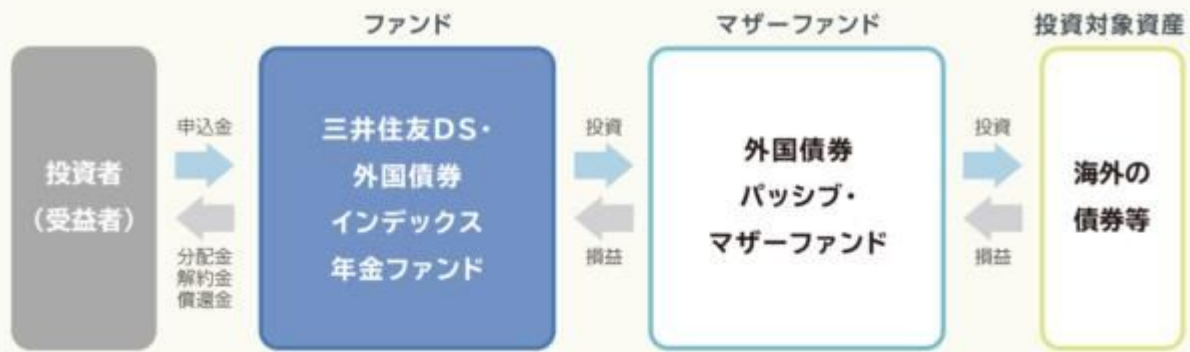 ファンド
マザーファンド
投資対象資産
投資者
(受益者)
申込金
分配金
解約金
償還金
三井住友DS・
外国債券
インデックス
年金ファンド
投資
損益
外国債券
パッシブ・
マザーファンド
投資
損益
海外の
債券等